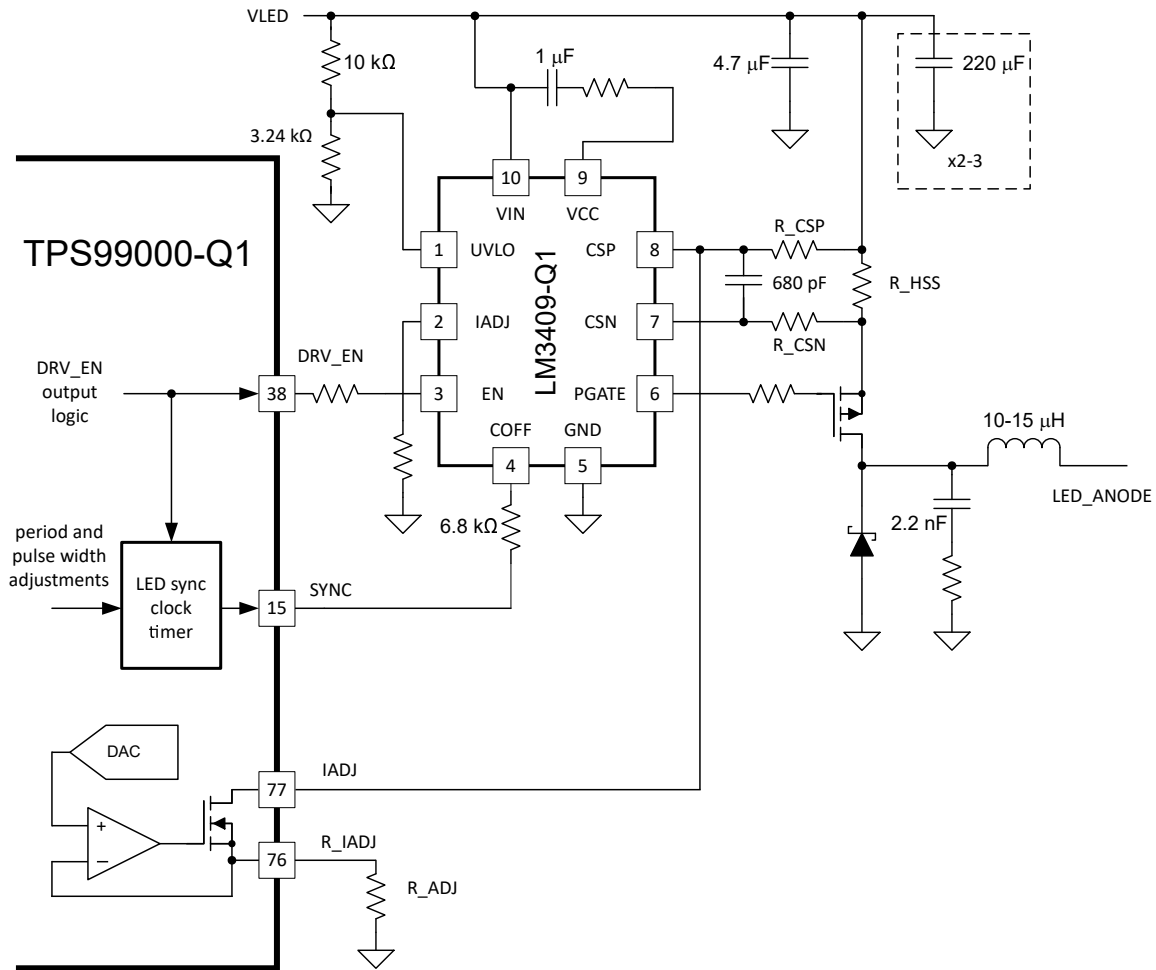 VLED
10 kΩ
1 μF
4.7 μF
220 μF
3.24 kΩ
x2-3
10
9
VIN
VCC
R_CSP
TPS99000-Q1
1
UVLO
CSP
8
680 pF
R_HSS
LM3409-Q1
2
IADJ
CSN
7
R_CSN
DRV_EN
output
logic
38
DRV_EN
3
EN
PGATE
6
COFF
GND
10-15 μH
4
5
LED_ANODE
6.8 kΩ
2.2 nF
period and
pulse width
adjustments
LED sync
clock
timer
15
SYNC
DAC
77
IADJ
+
−
76
R_IADJ
R_ADJ